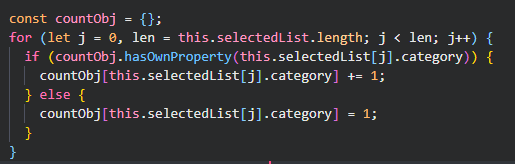 const countObj = {};
for (let j = 0, len = this.selectedList.length; j < len; j++) {
  if (countObj.hasOwnProperty(this.selectedList[j].category)) {
    countObj[this.selectedList[j].category] += 1;
  } else {
    countObj[this.selectedList[j].category] = 1;
  }
}